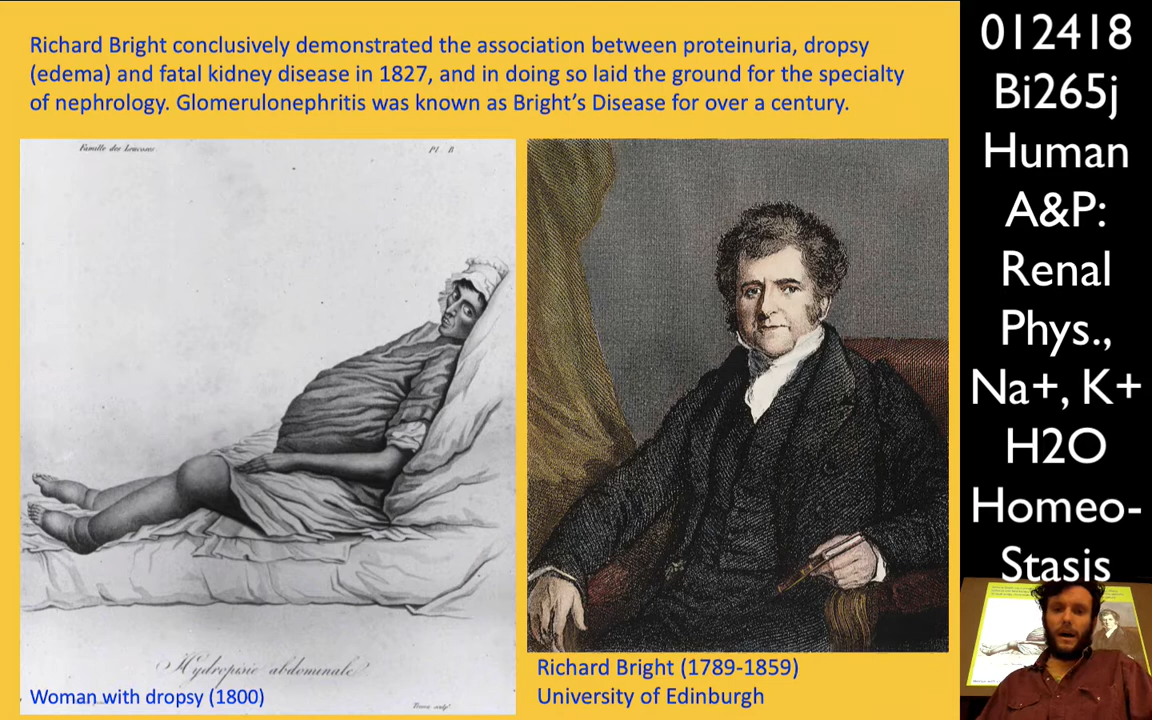 Richard Bright conclusively demonstrated the association between proteinuria, dropsy
(edema) and fatal kidney disease in 1827, and in doing so laid the ground for the specialty
of nephrology. Glomerulonephritis was known as Bright's Disease for over a century.
Famille des
Pl.
Hydropisie abdominale
Woman with dropsy (1800)
Richard Bright (1789-1859)
University of Edinburgh
012418
Bi265j
Human
A&P:
Renal
Phys.,
Na+, K+
H2O
Homeo-
Stasis